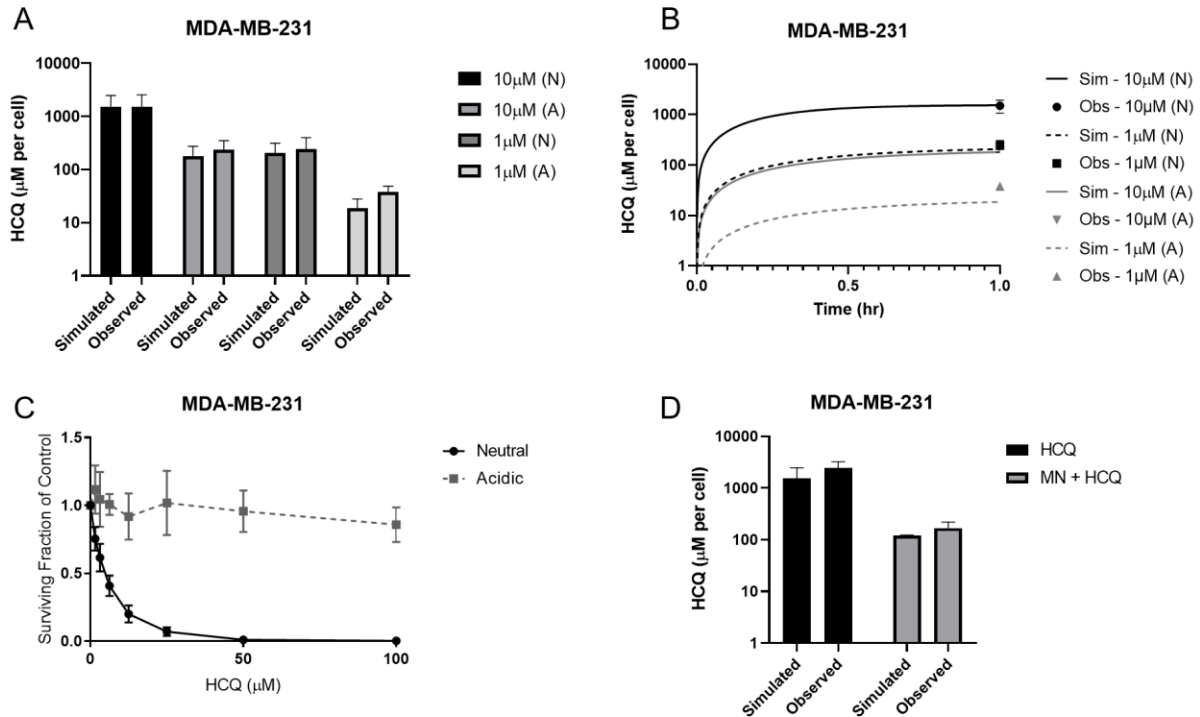 A
MDA-MB-231
HCQ (μM per cell)
10000
1000
100
10
1
Simulated
Observed
Simulated
Observed
Simulated
Observed
Simulated
Observed
10μM (N)
10μM (A)
1μM (N)
1μM (A)
B
MDA-MB-231
HCQ (μM per cell)
10000
1000
100
10
1
0.0
0.5
1.0
Time (hr)
Sim - 10μM (N)
Obs - 10μM (N)
Sim - 1μM (N)
Obs - 1μM (N)
Sim - 10μM (A)
Obs - 10μM (A)
Sim - 1μM (A)
Obs - 1μM (A)
C
MDA-MB-231
Surviving Fraction of Control
1.5
1.0
0.5
0.0
0
50
100
HCQ (μM)
Neutral
Acidic
D
MDA-MB-231
HCQ (μM per cell)
10000
1000
100
10
1
Simulated
Observed
Simulated
Observed
HCQ
MN + HCQ